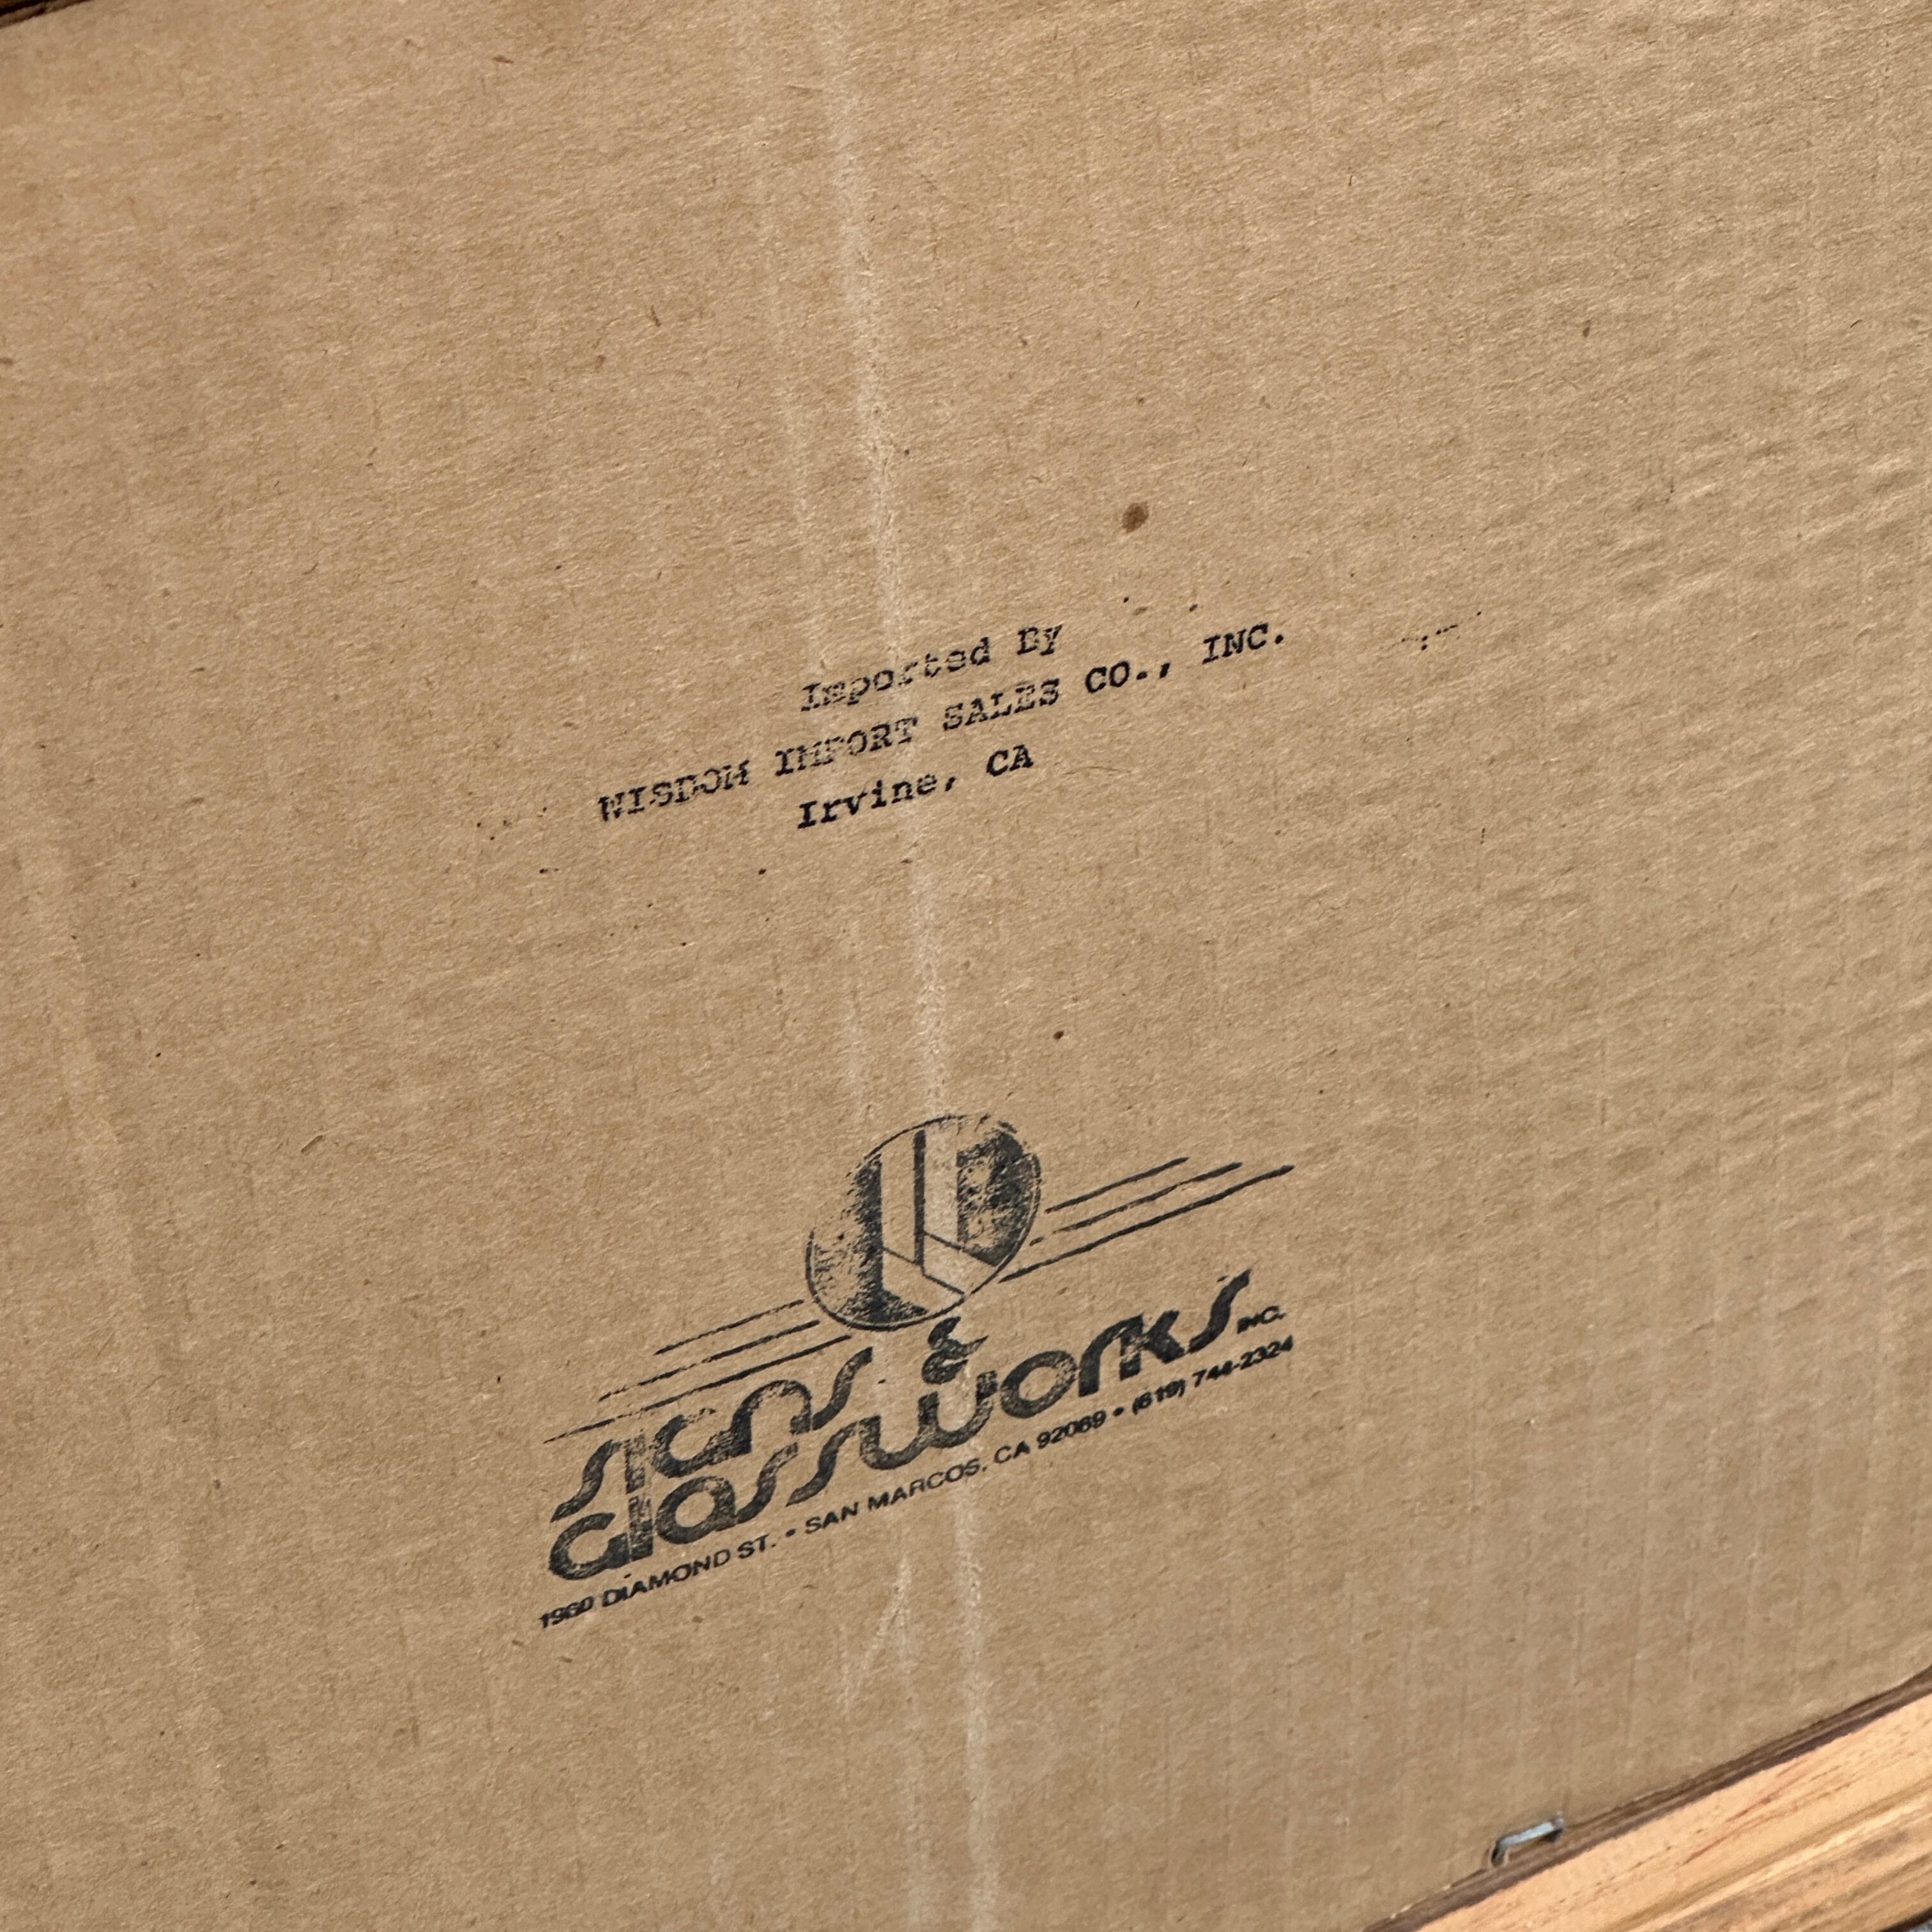 Imported By
WISDOM IMPORT SALES CO., INC.
Irvine, CA
SIGNS &
GLASSWORKS INC.
1960 DIAMOND ST. • SAN MARCOS, CA 92069 • (619) 744-2324